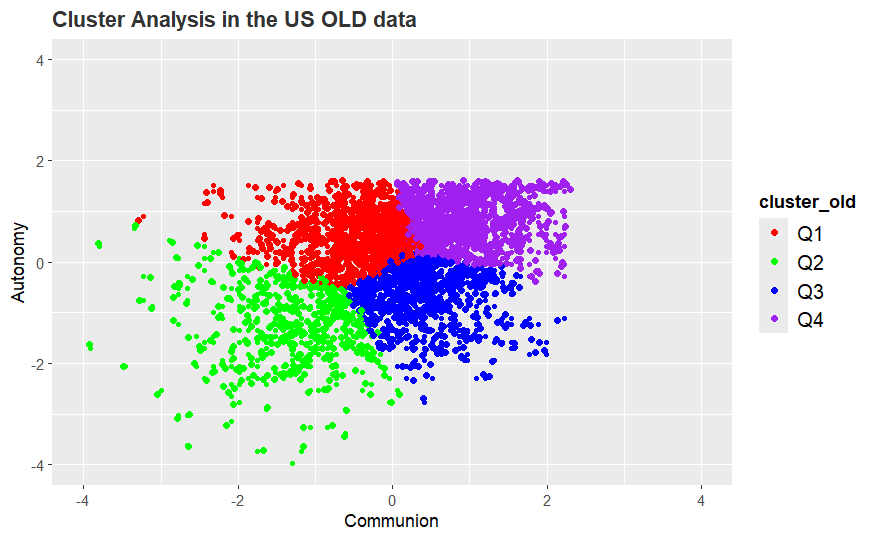 Cluster Analysis in the US OLD data
4
2
0
-2
-4
Autonomy
-4
-2
0
2
4
Communion
cluster_old
Q1
Q2
Q3
Q4